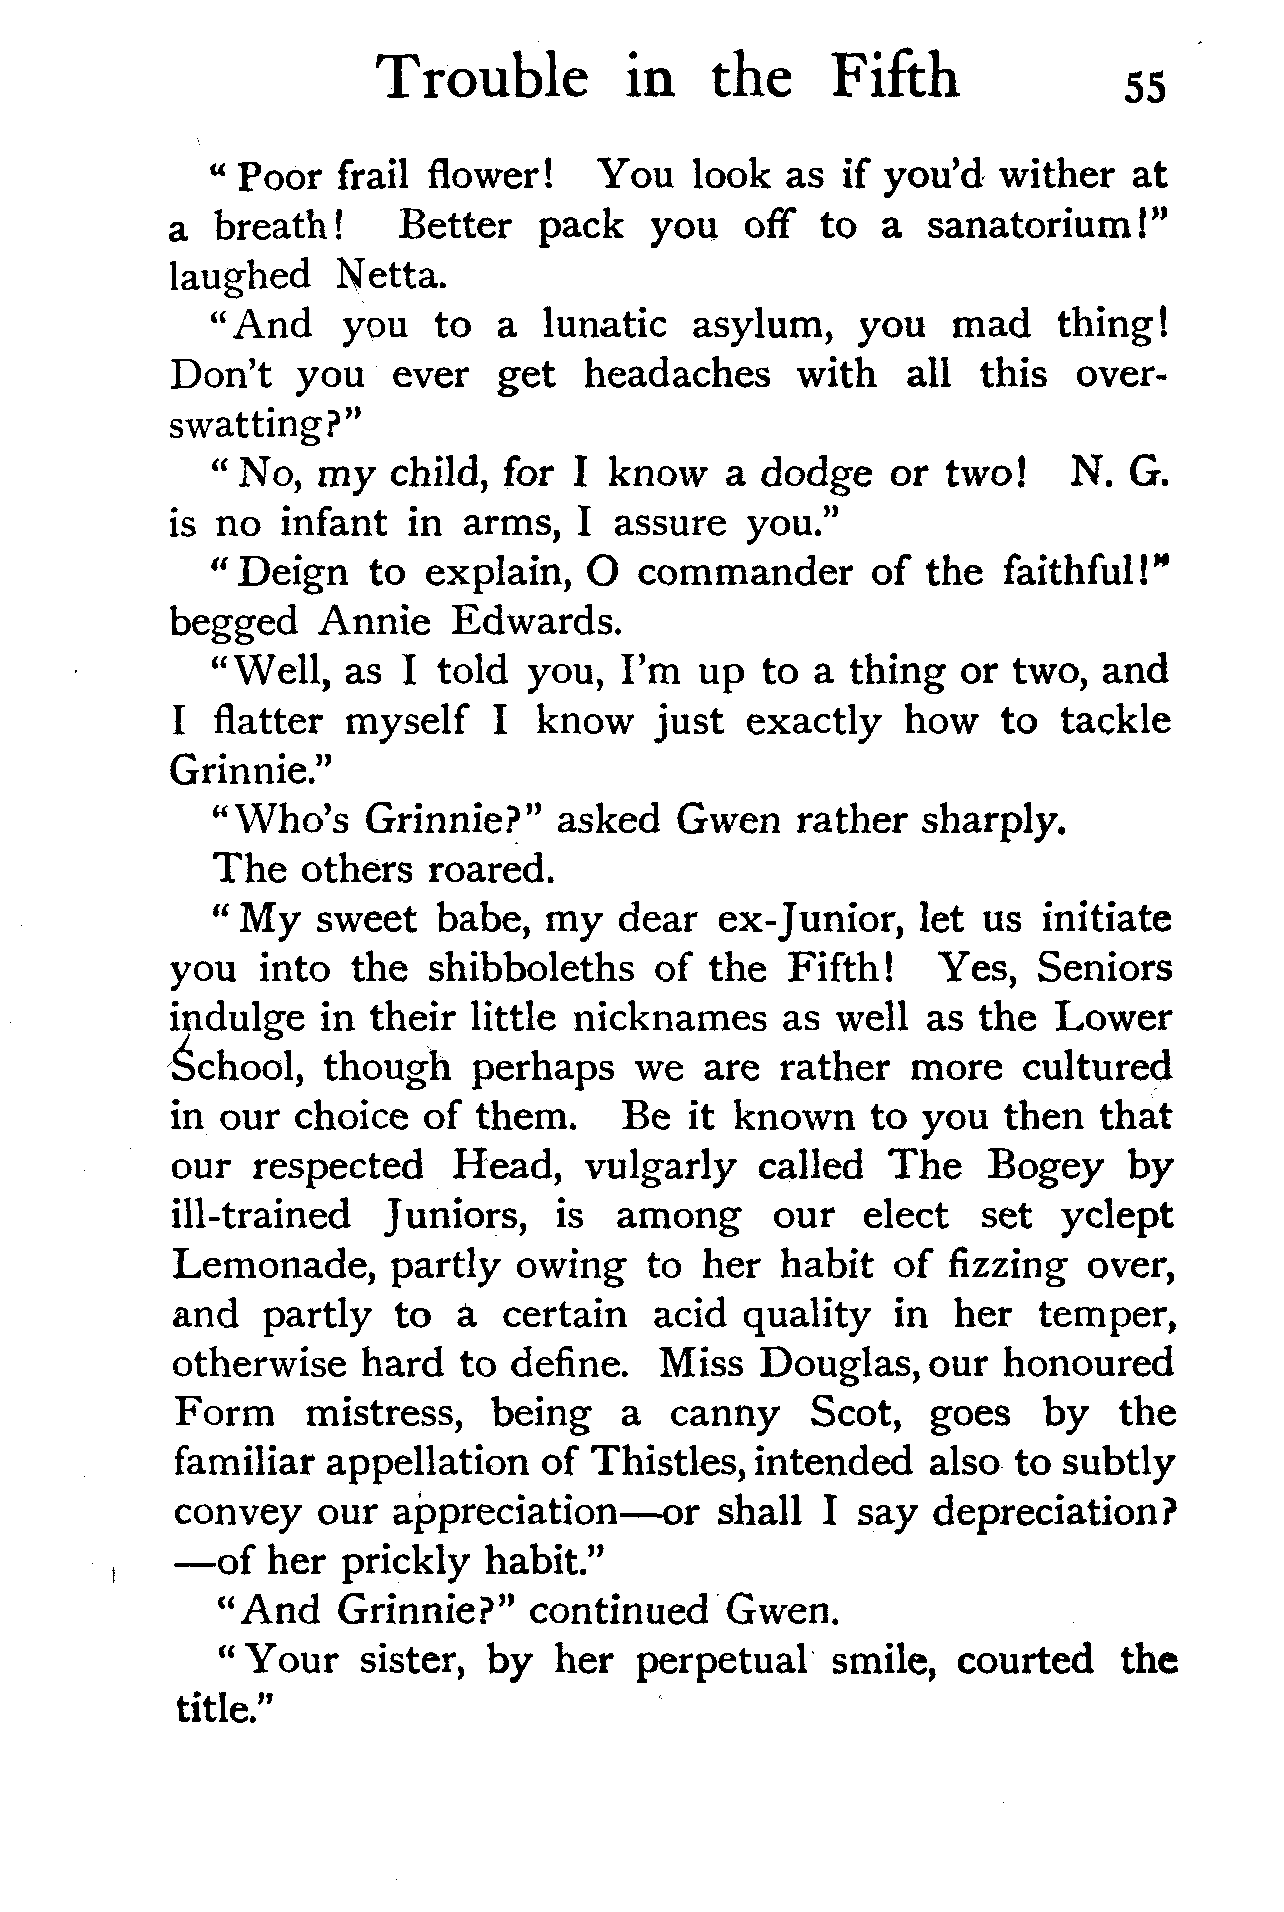 Trouble in the Fifth 55
“Poor frail flower! You look as if you’d wither at
a breath! Better pack you off to a sanatorium!”
laughed Netta.
“And you to a lunatic asylum, you mad thing!
Don’t you ever get headaches with all this over-
swatting?”
“No, my child, for I know a dodge or two! N. G.
is no infant in arms, I assure you.”
“Deign to explain, O commander of the faithful!”
begged Annie Edwards.
“Well, as I told you, I’m up to a thing or two, and
I flatter myself I know just exactly how to tackle
Grinnie.”
“Who’s Grinnie?” asked Gwen rather sharply.
The others roared.
“My sweet babe, my dear ex-Junior, let us initiate
you into the shibboleths of the Fifth! Yes, Seniors
indulge in their little nicknames as well as the Lower
School, though perhaps we are rather more cultured
in our choice of them. Be it known to you then that
our respected Head, vulgarly called The Bogey by
ill-trained Juniors, is among our elect set yclept
Lemonade, partly owing to her habit of fizzing over,
and partly to a certain acid quality in her temper,
otherwise hard to define. Miss Douglas, our honoured
Form mistress, being a canny Scot, goes by the
familiar appellation of Thistles, intended also to subtly
convey our appreciation—or shall I say depreciation?
—of her prickly habit.”
“And Grinnie?” continued Gwen.
“Your sister, by her perpetual smile, courted the
title.”